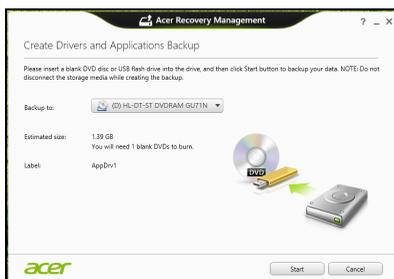 Acer Recovery Management
? _ ×
Create Drivers and Applications Backup
Please insert a blank DVD disc or USB flash drive into the drive, and then click Start button to backup your data. NOTE: Do not
disconnect the storage media while creating the backup.
Backup to: (D) HL-DT-ST DVDRAM GU71N
Estimated size: 1.39 GB
You will need 1 blank DVDs to burn.
Label: AppDrv1
DVD
acer
Start Cancel